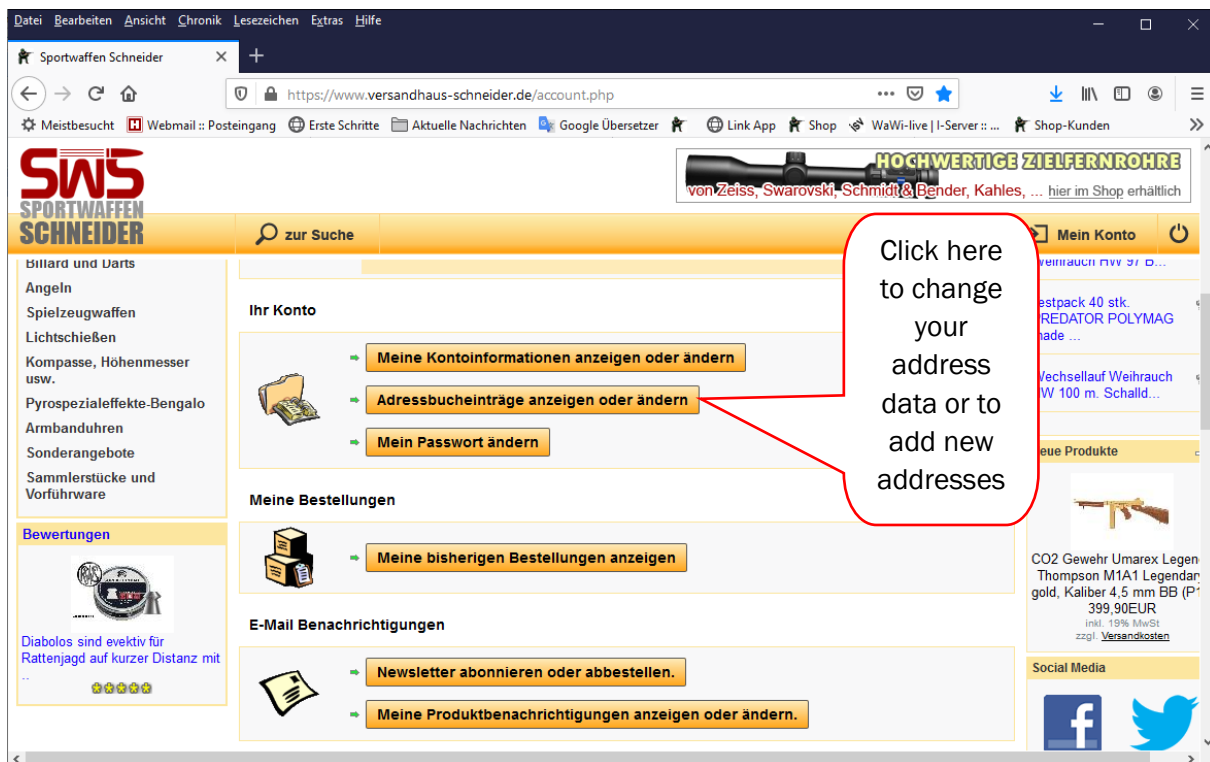 Datei Bearbeiten Ansicht Chronik Lesezeichen Extras Hilfe
Sportwaffen Schneider
https://www.versandhaus-schneider.de/account.php
Meistbesucht Webmail :: Posteingang Erste Schritte Aktuelle Nachrichten Google Übersetzer Link App Shop WaWi-live | I-Server :: ... Shop-Kunden
SWS
SPORTWAFFEN
SCHNEIDER
HOCHWERTIGE ZIELFERNROHRE
von Zeiss, Swarovski, Schmidt & Bender, Kahles, ... hier im Shop erhältlich
zur Suche
Mein Konto
Billard und Darts
Angeln
Spielzeugwaffen
Lichtschießen
Kompasse, Höhenmesser
usw.
Pyrospezialeffekte-Bengalo
Armbanduhren
Sonderangebote
Sammlerstücke und
Vorführware
Bewertungen
Diabolos sind evektiv für
Rattenjagd auf kurzer Distanz mit
..
Ihr Konto
Meine Kontoinformationen anzeigen oder ändern
Adressbucheinträge anzeigen oder ändern
Mein Passwort ändern
Meine Bestellungen
Meine bisherigen Bestellungen anzeigen
E-Mail Benachrichtigungen
Newsletter abonnieren oder abbestellen.
Meine Produktbenachrichtigungen anzeigen oder ändern.
Click here
to change
your
address
data or to
add new
addresses
Weihrauch HW 97 B...
estpack 40 stk.
PREDATOR POLYMAG
made ...
Wechsellauf Weihrauch
HW 100 m. Schalld...
eue Produkte
CO2 Gewehr Umarex Legen
Thompson M1A1 Legendar
gold, Kaliber 4,5 mm BB (P
399,90EUR
inkl. 19% MwSt
zzgl. Versandkosten
Social Media